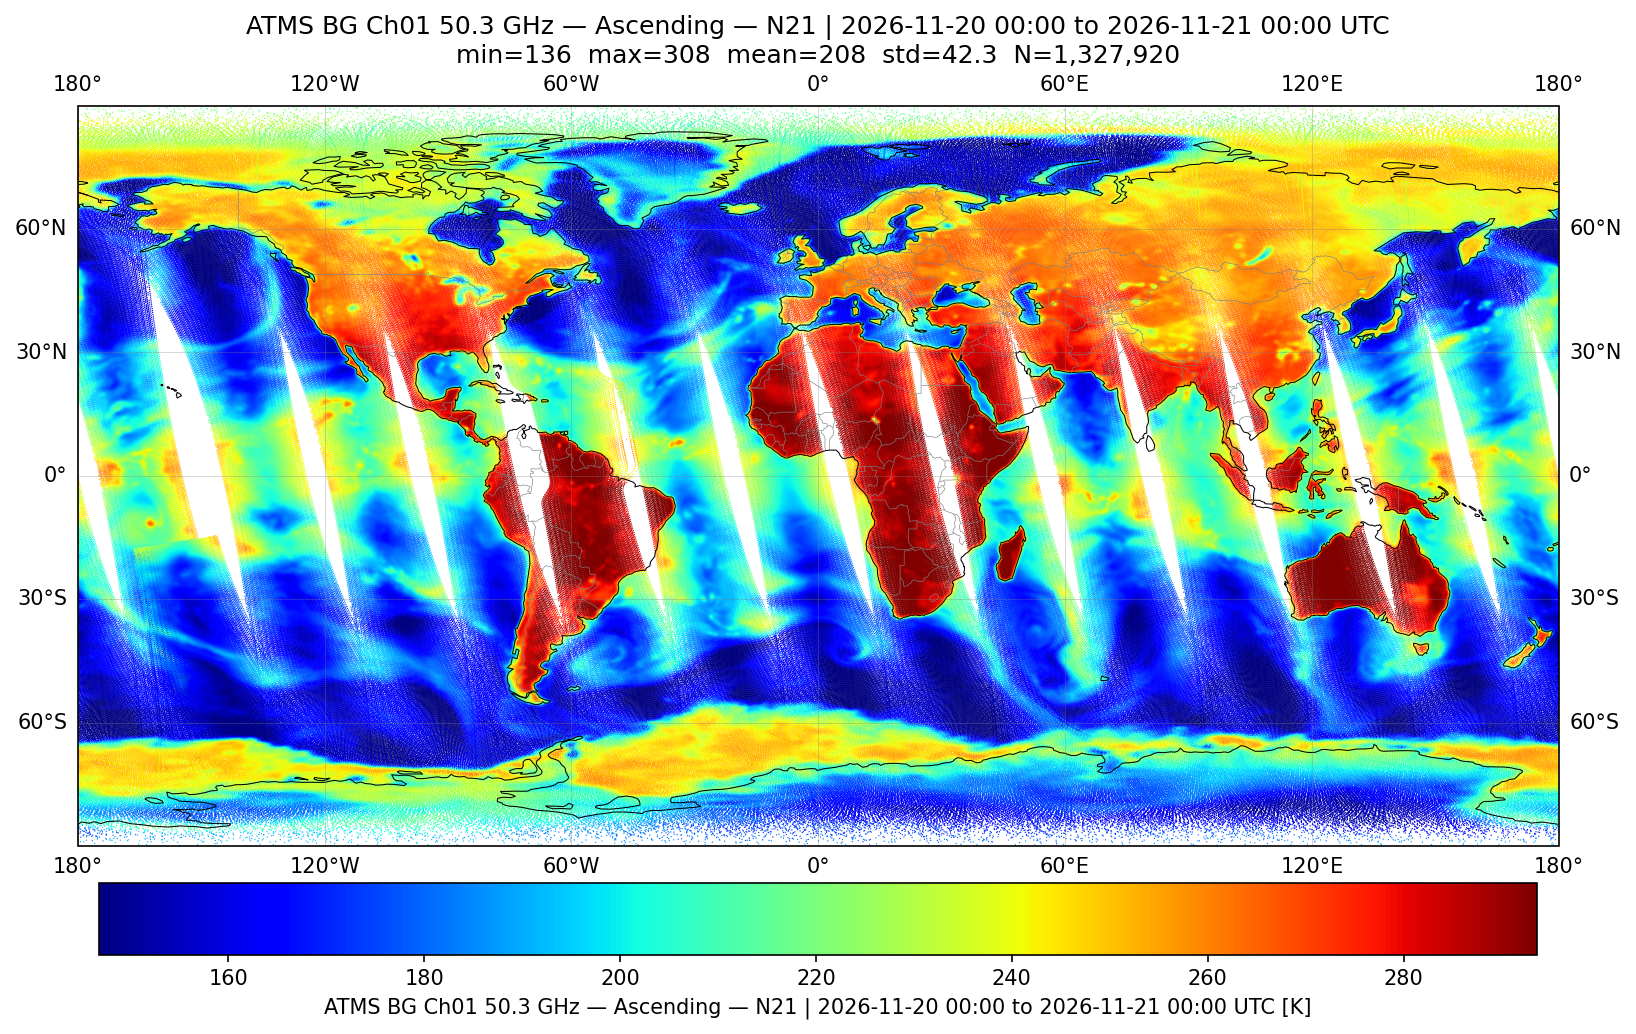 ATMS BG Ch01 50.3 GHz — Ascending — N21 | 2026-11-20 00:00 to 2026-11-21 00:00 UTC
min=136 max=308 mean=208 std=42.3 N=1,327,920
180° 120°W 60°W 0° 60°E 120°E 180°
60°N 60°N
30°N 30°N
0° 0°
30°S 30°S
60°S 60°S
180° 120°W 60°W 0° 60°E 120°E 180°
160 180 200 220 240 260 280
ATMS BG Ch01 50.3 GHz — Ascending — N21 | 2026-11-20 00:00 to 2026-11-21 00:00 UTC [K]